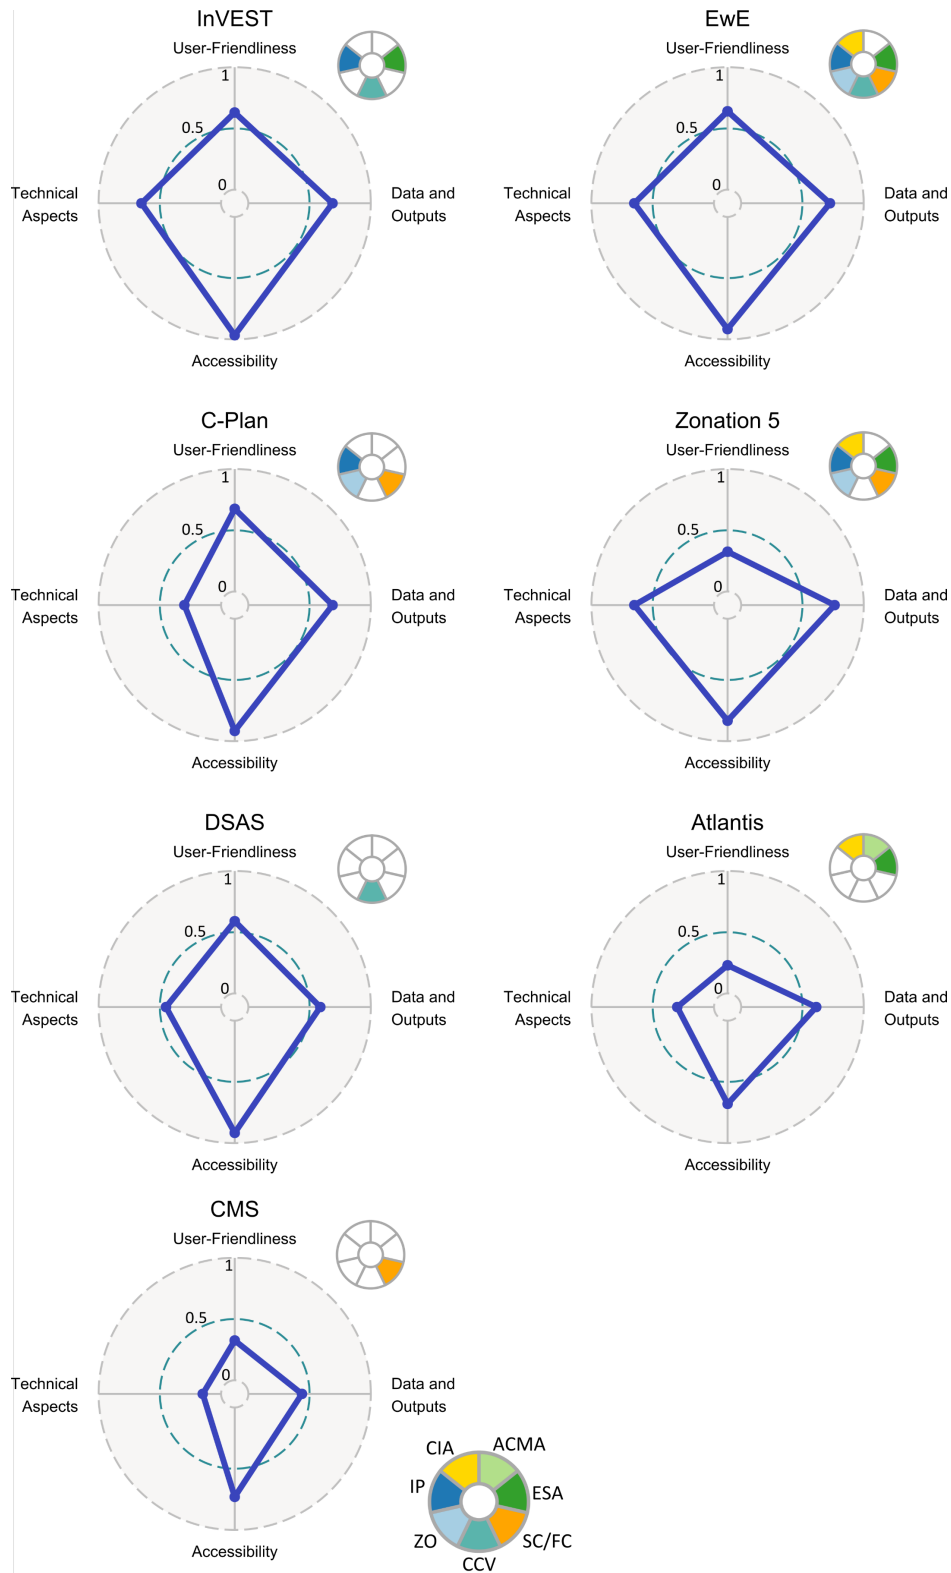 InVEST
User-Friendliness
1
0.5
0
Technical
Aspects
Data and
Outputs
Accessibility
EwE
User-Friendliness
1
0.5
0
Technical
Aspects
Data and
Outputs
Accessibility
C-Plan
User-Friendliness
1
0.5
0
Technical
Aspects
Data and
Outputs
Accessibility
Zonation 5
User-Friendliness
1
0.5
0
Technical
Aspects
Data and
Outputs
Accessibility
DSAS
User-Friendliness
1
0.5
0
Technical
Aspects
Data and
Outputs
Accessibility
Atlantis
User-Friendliness
1
0.5
0
Technical
Aspects
Data and
Outputs
Accessibility
CMS
User-Friendliness
1
0.5
0
Technical
Aspects
Data and
Outputs
Accessibility
CIA
ACMA
IP
ESA
ZO
SC/FC
CCV